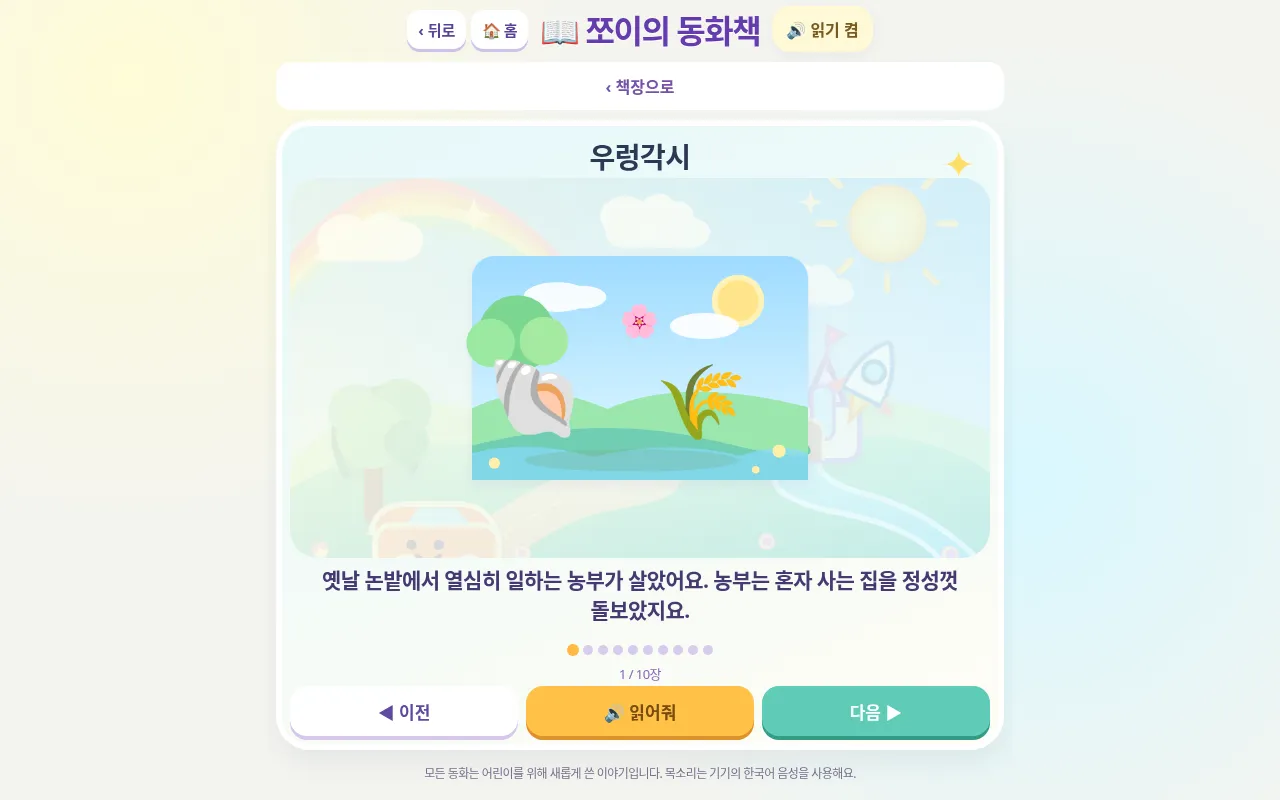 ‹ 뒤로
🏠 홈
📖 쪼이의 동화책
🔊 읽기 켬
‹ 책장으로
우렁각시
옛날 논밭에서 열심히 일하는 농부가 살았어요. 농부는 혼자 사는 집을 정성껏
돌보았지요.
1 / 10장
◀ 이전
🔊 읽어줘
다음 ▶
모든 동화는 어린이를 위해 새롭게 쓴 이야기입니다. 목소리는 기기의 한국어 음성을 사용해요.